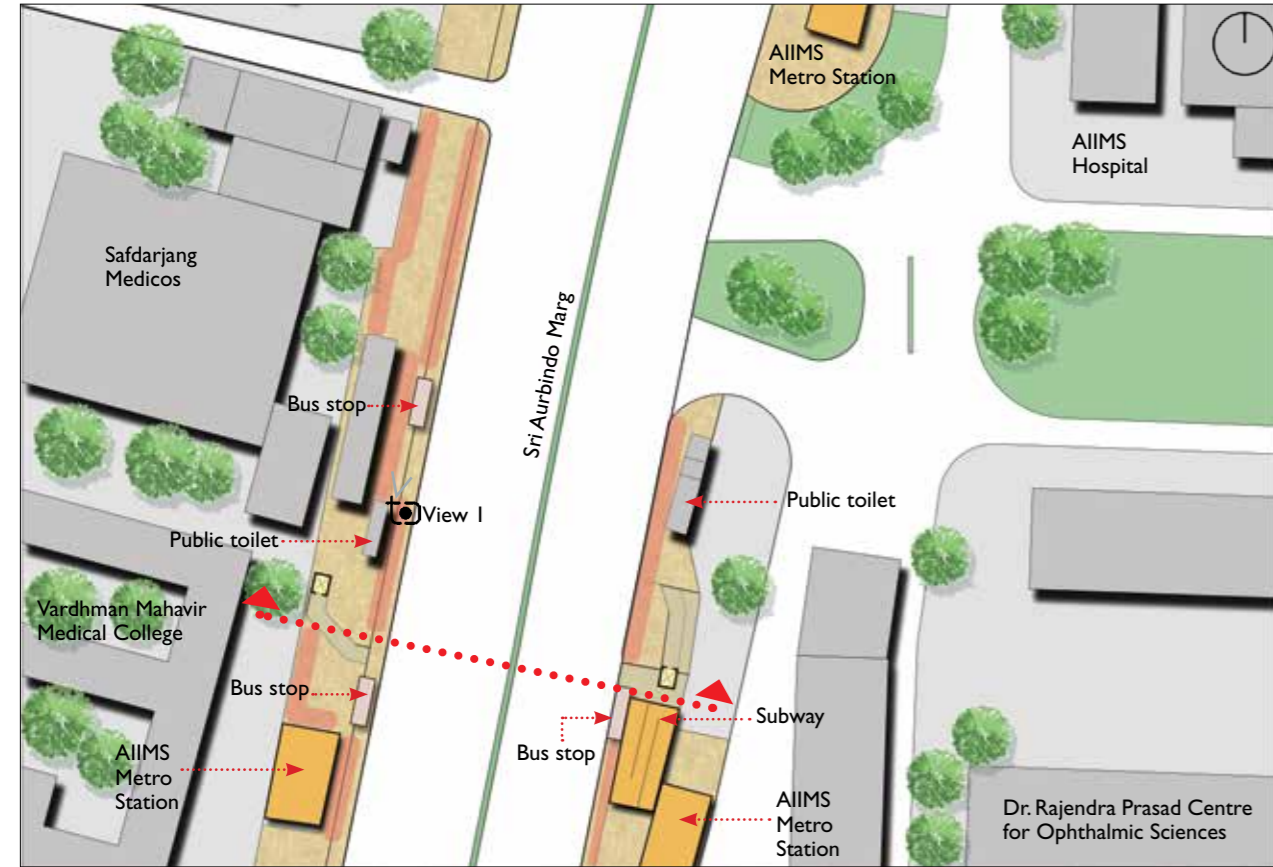 AIIMS
Metro Station
AIIMS
Hospital
Safdarjang
Medicos
Sri Aurbindo Marg
Bus stop
View 1
Public toilet
Public toilet
Vardhman Mahavir
Medical College
Bus stop
Subway
Bus stop
AIIMS
Metro
Station
AIIMS
Metro
Station
Dr. Rajendra Prasad Centre
for Ophthalmic Sciences